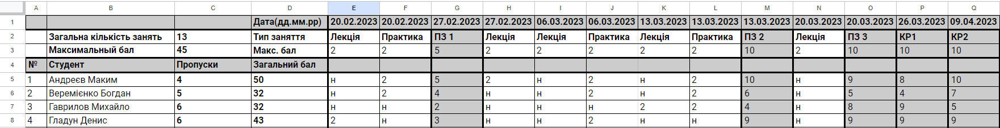 A B C D E F G H I J K L M N O P Q
1 Дата(дд.мм.рр) 20.02.2023 20.02.2023 27.02.2023 27.02.2023 06.03.2023 06.03.2023 13.03.2023 13.03.2023 13.03.2023 20.03.2023 20.03.2023 26.03.2023 09.04.2023
2 Загальна кількість занять 13 Тип заняття Лекція Практика ПЗ 1 Лекція Лекція Практика Лекція Практика ПЗ 2 Лекція ПЗ 3 КР1 КР2
3 Максимальный бал 45 Макс. бал 2 2 5 2 2 2 2 2 10 2 10 10 10
4 № Студент Пропуски Загальний бал
5 1 Андреєв Маким 4 50 н 2 5 2 н 2 н 2 10 н 9 8 10
6 2 Веремієнко Богдан 5 32 н 2 4 н н 2 н 2 6 н 5 4 7
7 3 Гаврилов Михайло 6 32 н н 2 н н н 2 2 4 н 8 9 5
8 4 Гладун Денис 6 43 2 н 3 н н 2 н н 9 н 9 9 9